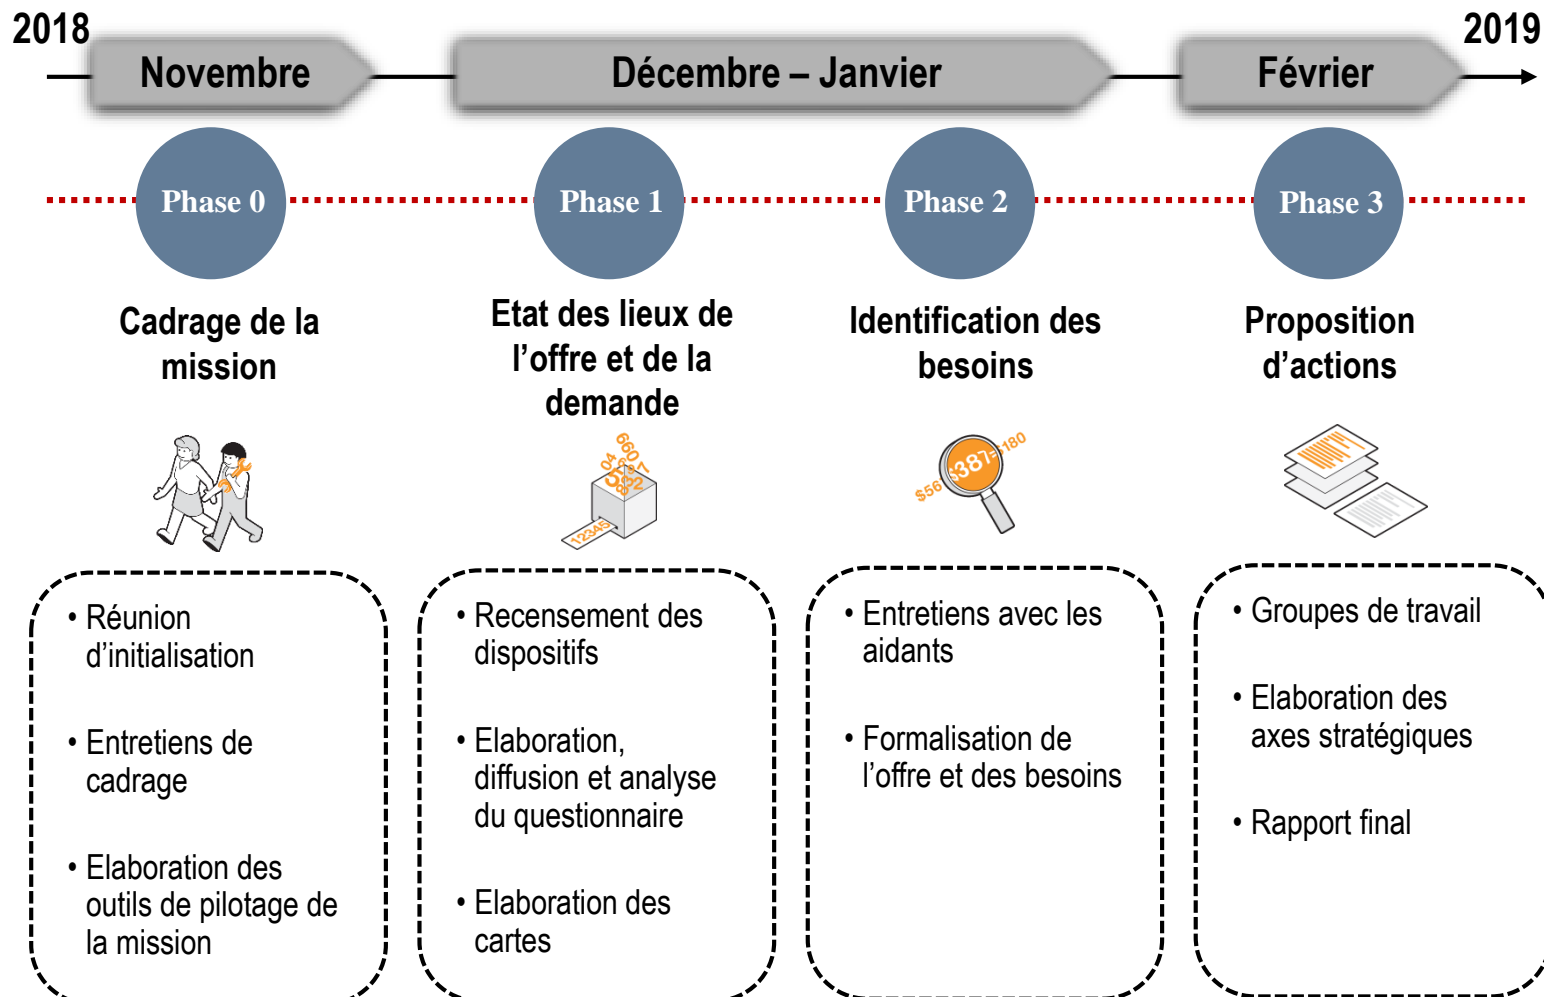 2018
2019
Novembre
Décembre – Janvier
Février
Phase 0
Phase 1
Phase 2
Phase 3
Cadrage de la
mission
Etat des lieux de
l’offre et de la
demande
Identification des
besoins
Proposition
d’actions
12345
$56
$387=
$180
• Réunion
d’initialisation
• Entretiens de
cadrage
• Elaboration des
outils de pilotage de
la mission
• Recensement des
dispositifs
• Elaboration,
diffusion et analyse
du questionnaire
• Elaboration des
cartes
• Entretiens avec les
aidants
• Formalisation de
l’offre et des besoins
• Groupes de travail
• Elaboration des
axes stratégiques
• Rapport final